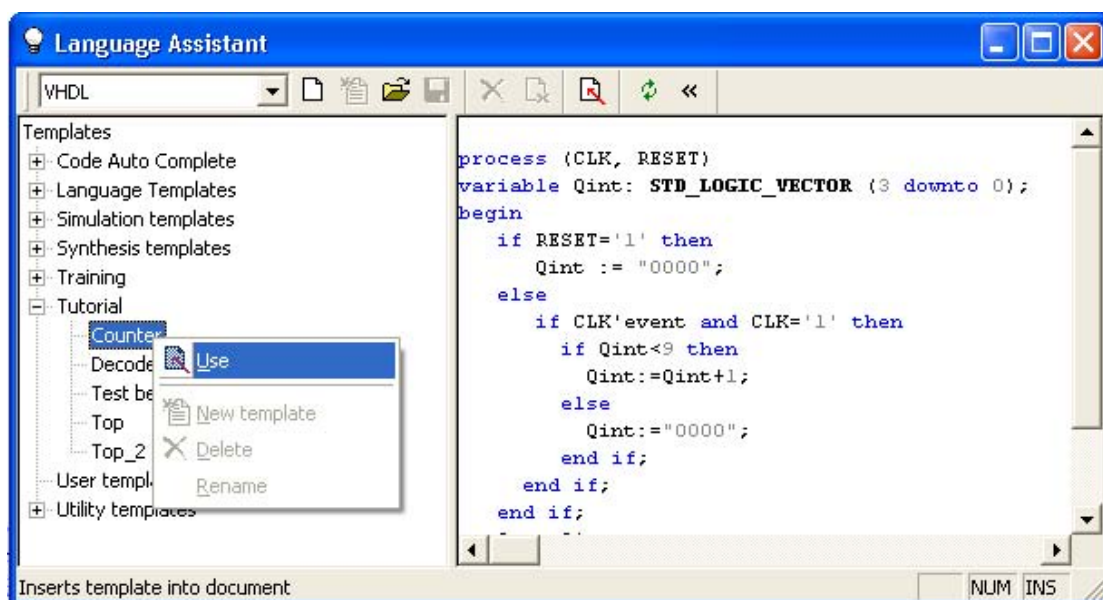 Language Assistant
VHDL
Templates
Code Auto Complete
Language Templates
Simulation templates
Synthesis templates
Training
Tutorial
Counter
Use
Test
New template
Top
Delete
Top_2
User
Rename
Utility templates
process (CLK, RESET)
variable Qint: STD_LOGIC_VECTOR (3 downto 0);
begin
if RESET='1' then
Qint := "0000";
else
if CLK'event and CLK='1' then
if Qint<9 then
Qint:=Qint+1;
else
Qint:="0000";
end if;
end if;
end if;
Inserts template into document
NUM INS